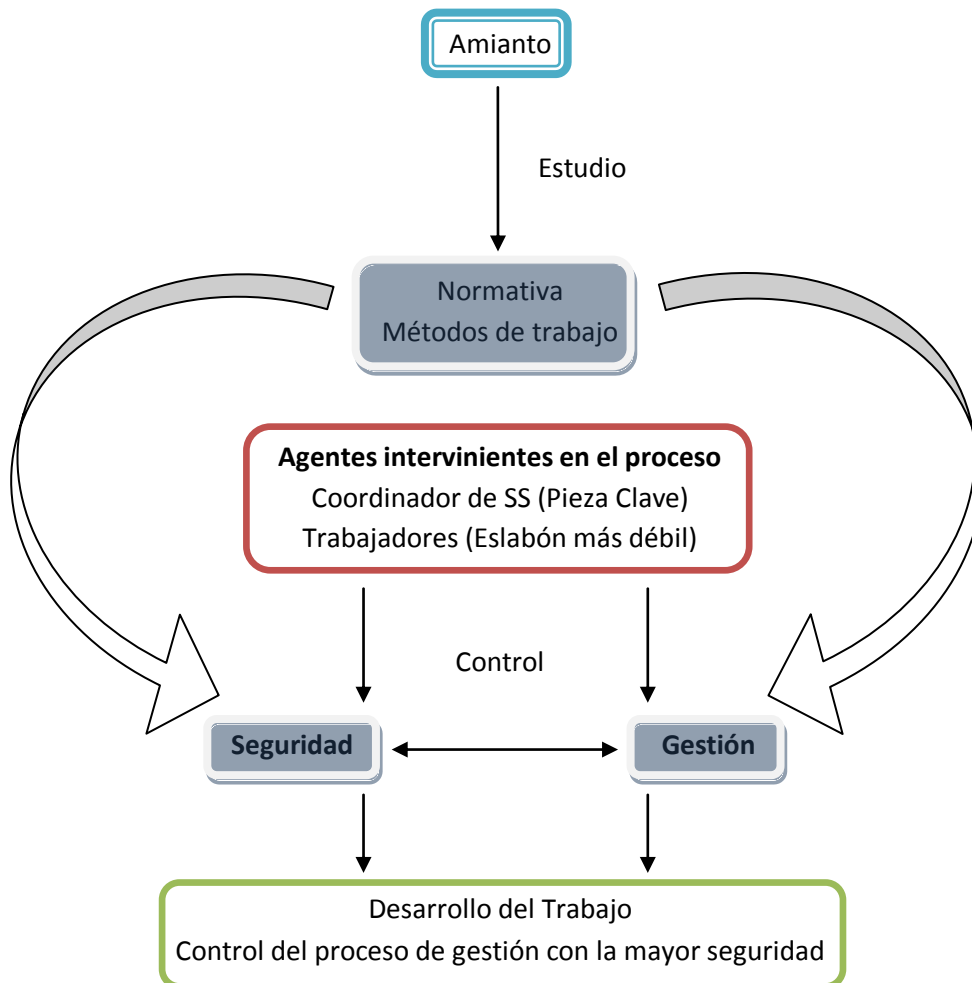 Amianto
Estudio
Normativa
Métodos de trabajo
Agentes intervinientes en el proceso
Coordinador de SS (Pieza Clave)
Trabajadores (Eslabón más débil)
Control
Seguridad
Gestión
Desarrollo del Trabajo
Control del proceso de gestión con la mayor seguridad